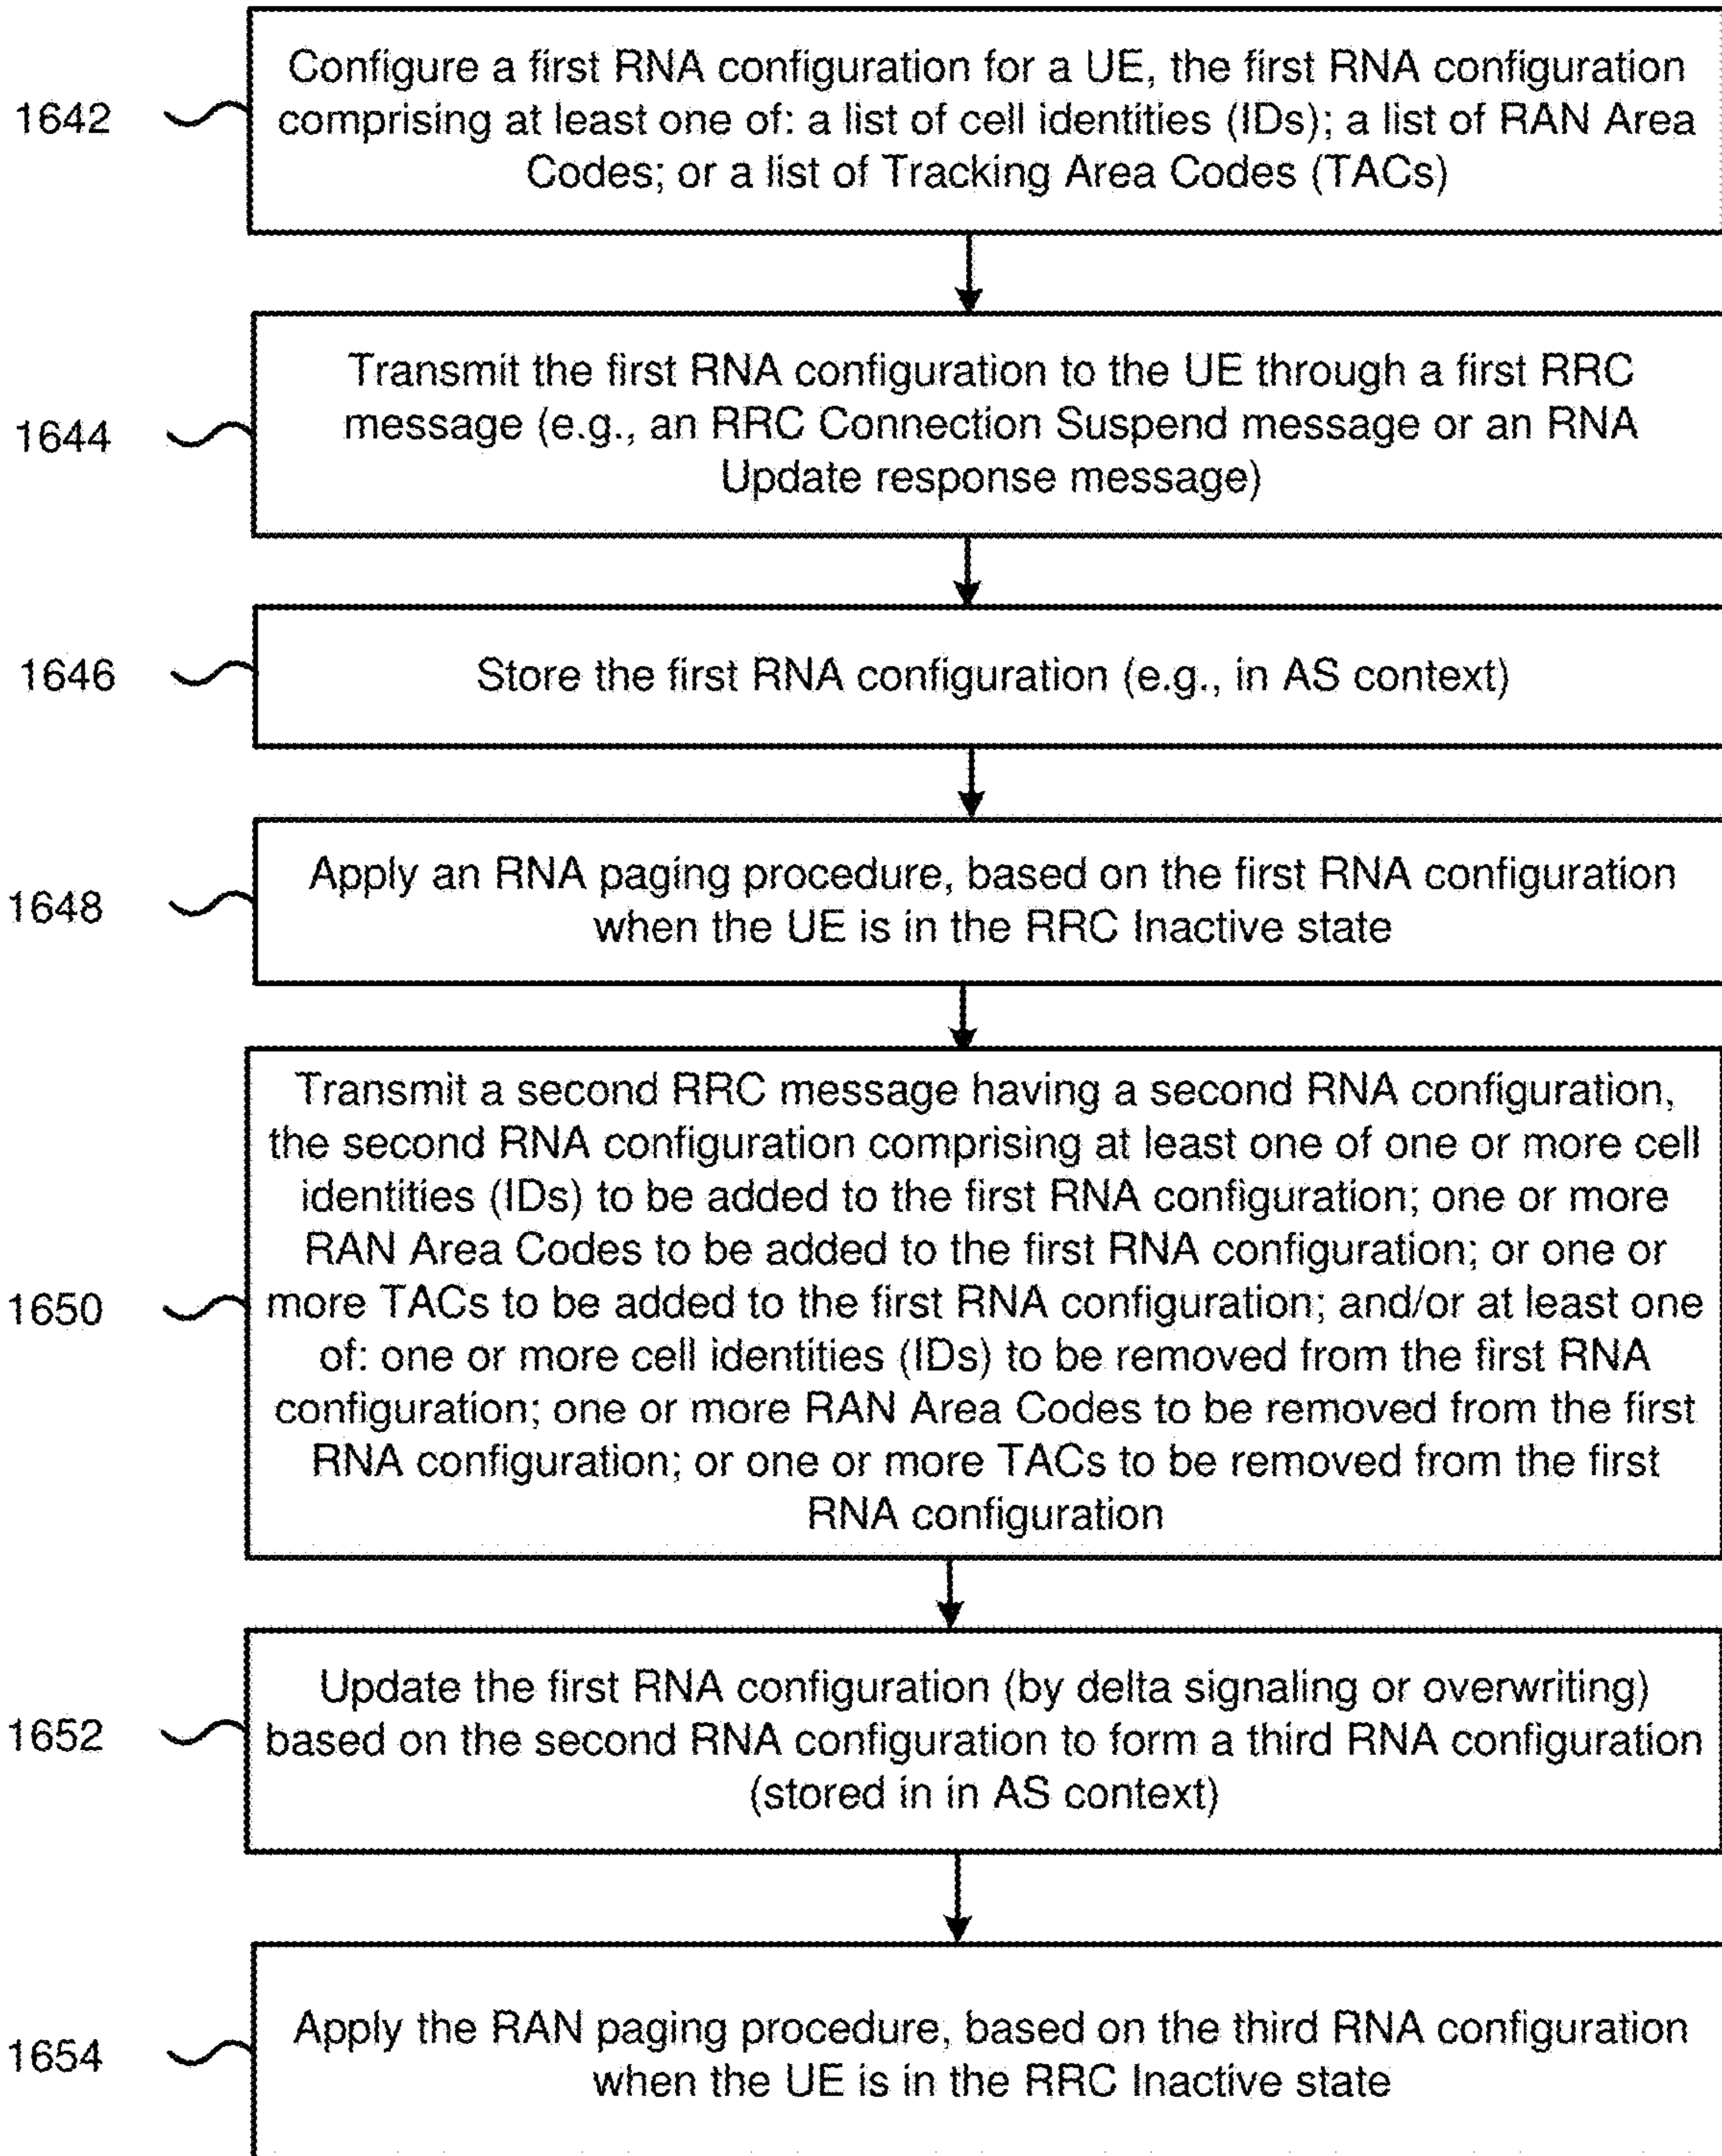 1642
Configure a first RNA configuration for a UE, the first RNA configuration
comprising at least one of: a list of cell identities (IDs); a list of RAN Area
Codes; or a list of Tracking Area Codes (TACs)
1644
Transmit the first RNA configuration to the UE through a first RRC
message (e.g., an RRC Connection Suspend message or an RNA
Update response message)
1646
Store the first RNA configuration (e.g., in AS context)
1648
Apply an RNA paging procedure, based on the first RNA configuration
when the UE is in the RRC Inactive state
1650
Transmit a second RRC message having a second RNA configuration,
the second RNA configuration comprising at least one of one or more cell
identities (IDs) to be added to the first RNA configuration; one or more
RAN Area Codes to be added to the first RNA configuration; or one or
more TACs to be added to the first RNA configuration; and/or at least one
of: one or more cell identities (IDs) to be removed from the first RNA
configuration; one or more RAN Area Codes to be removed from the first
RNA configuration; or one or more TACs to be removed from the first
RNA configuration
1652
Update the first RNA configuration (by delta signaling or overwriting)
based on the second RNA configuration to form a third RNA configuration
(stored in in AS context)
1654
Apply the RAN paging procedure, based on the third RNA configuration
when the UE is in the RRC Inactive state